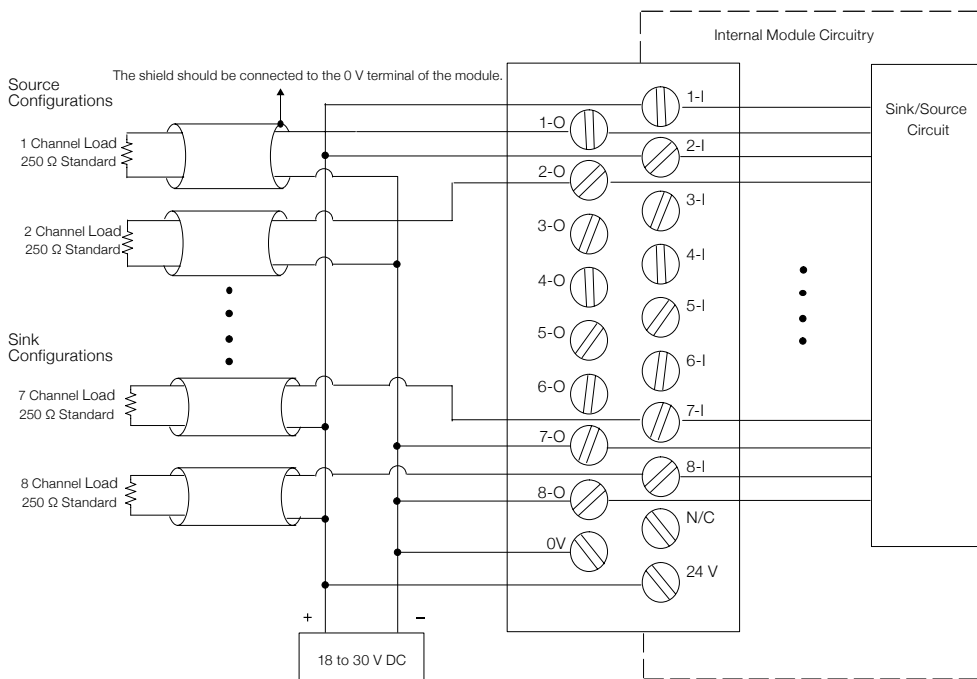 Internal Module Circuitry
The shield should be connected to the 0 V terminal of the module.
Source
Configurations
1 Channel Load
250 Ω Standard
2 Channel Load
250 Ω Standard
Sink
Configurations
7 Channel Load
250 Ω Standard
8 Channel Load
250 Ω Standard
1-O
2-O
3-O
4-O
5-O
6-O
7-O
8-O
0V
1-I
2-I
3-I
4-I
5-I
6-I
7-I
8-I
N/C
24 V
Sink/Source
Circuit
+
–
18 to 30 V DC